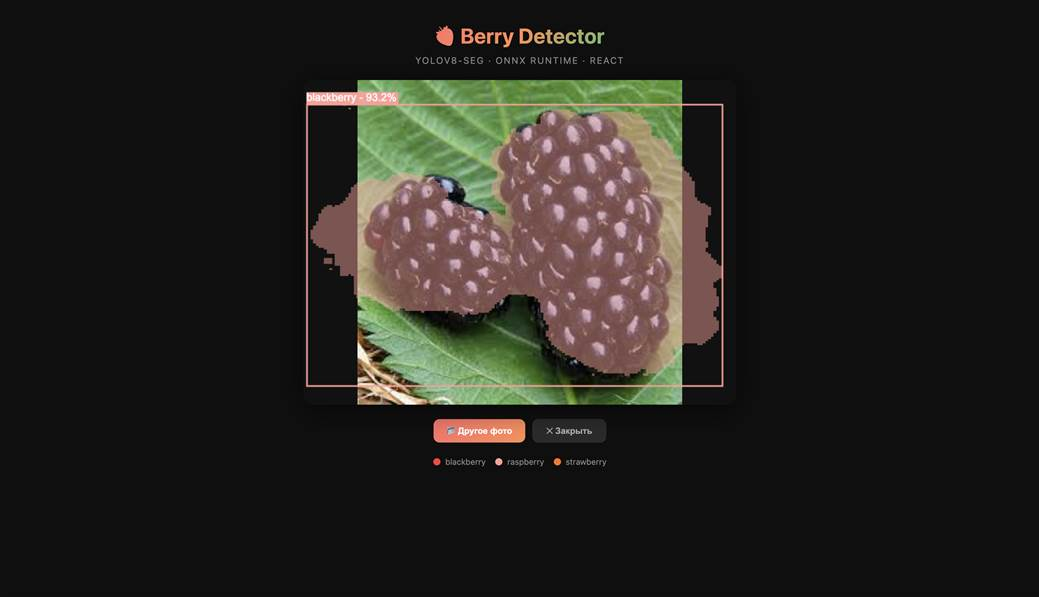 Berry Detector
YOLOV8-SEG · ONNX RUNTIME · REACT
blackberry - 93.2%
Другое фото
✕ Закрыть
blackberry
raspberry
strawberry